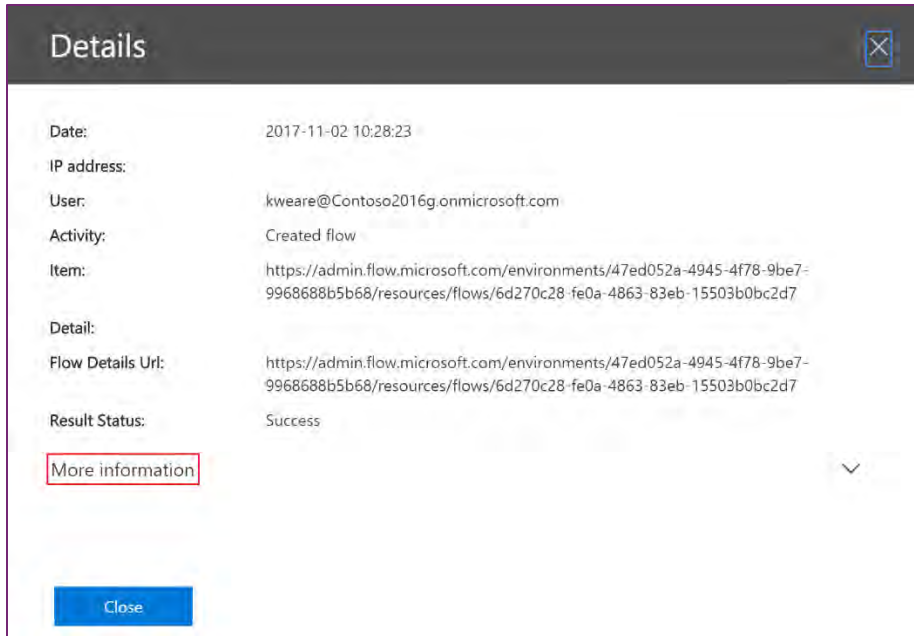 Details
Date: 2017-11-02 10:28:23
IP address:
User: kweare@Contoso2016g.onmicrosoft.com
Activity: Created flow
Item: https://admin.flow.microsoft.com/environments/47ed052a-4945-4f78-9be7-
9968688b5b68/resources/flows/6d270c28-fe0a-4863-83eb-15503b0bc2d7
Detail:
Flow Details Url: https://admin.flow.microsoft.com/environments/47ed052a-4945-4f78-9be7-
9968688b5b68/resources/flows/6d270c28-fe0a-4863-83eb-15503b0bc2d7
Result Status: Success
More information
Close